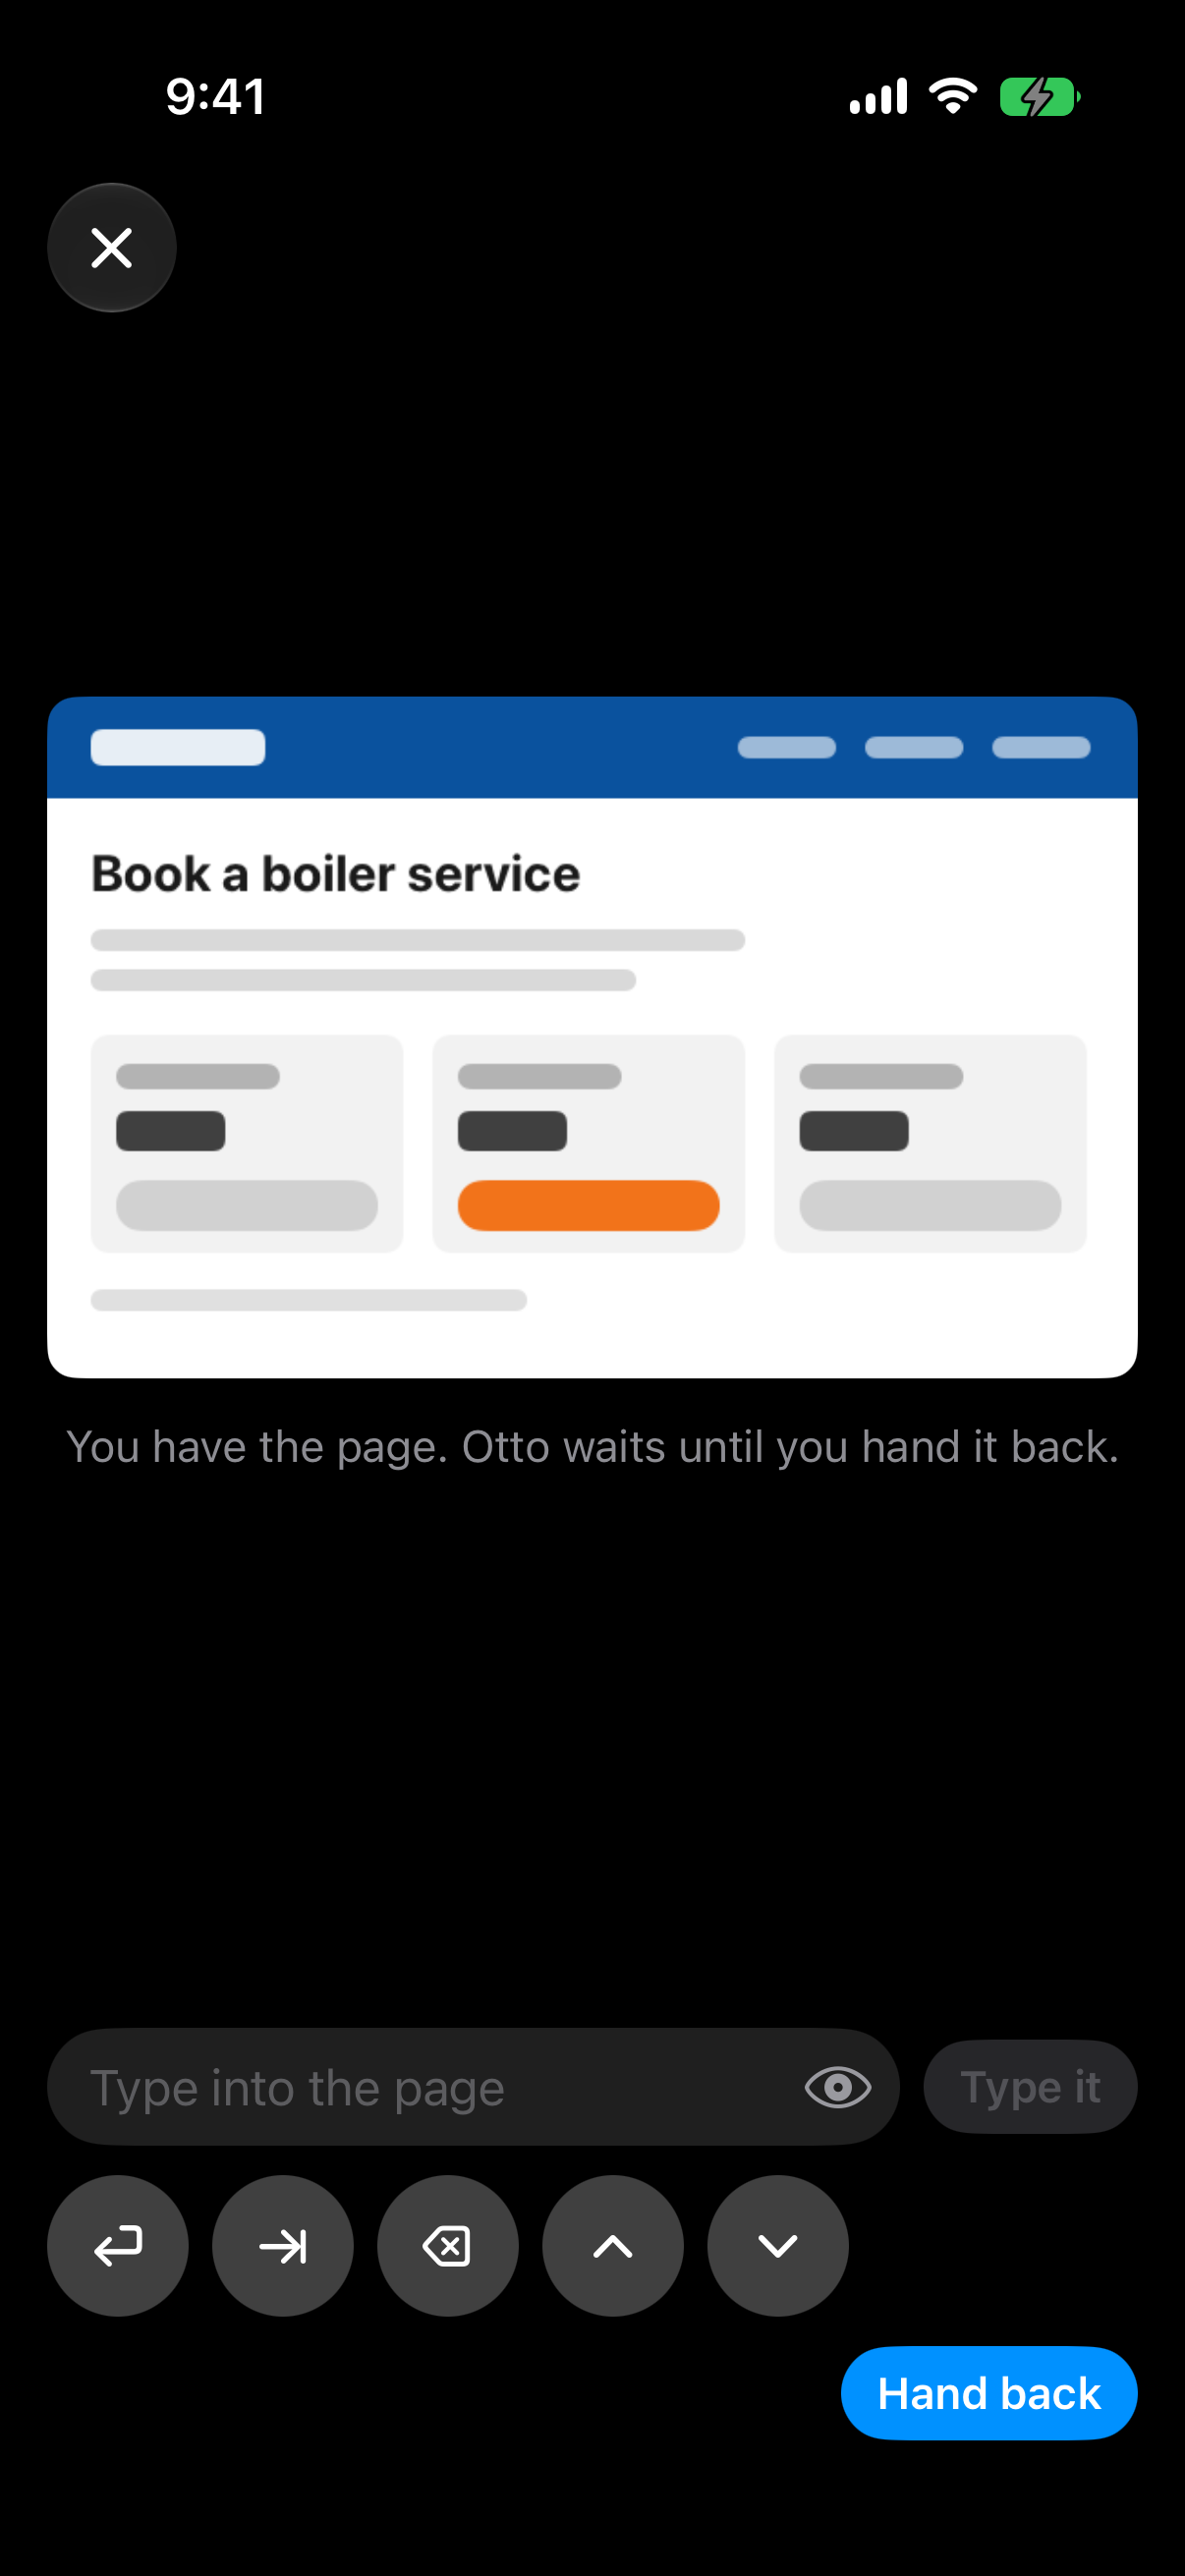 9:41
Book a boiler service
You have the page. Otto waits until you hand it back.
Type into the page
Type it
Hand back